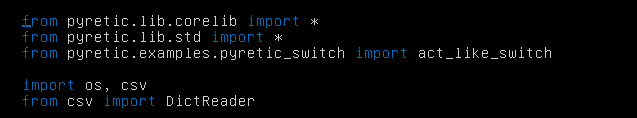 from pyretic.lib.corelib import *
from pyretic.lib.std import *
from pyretic.examples.pyretic_switch import act_like_switch
import os, csv
from csv import DictReader